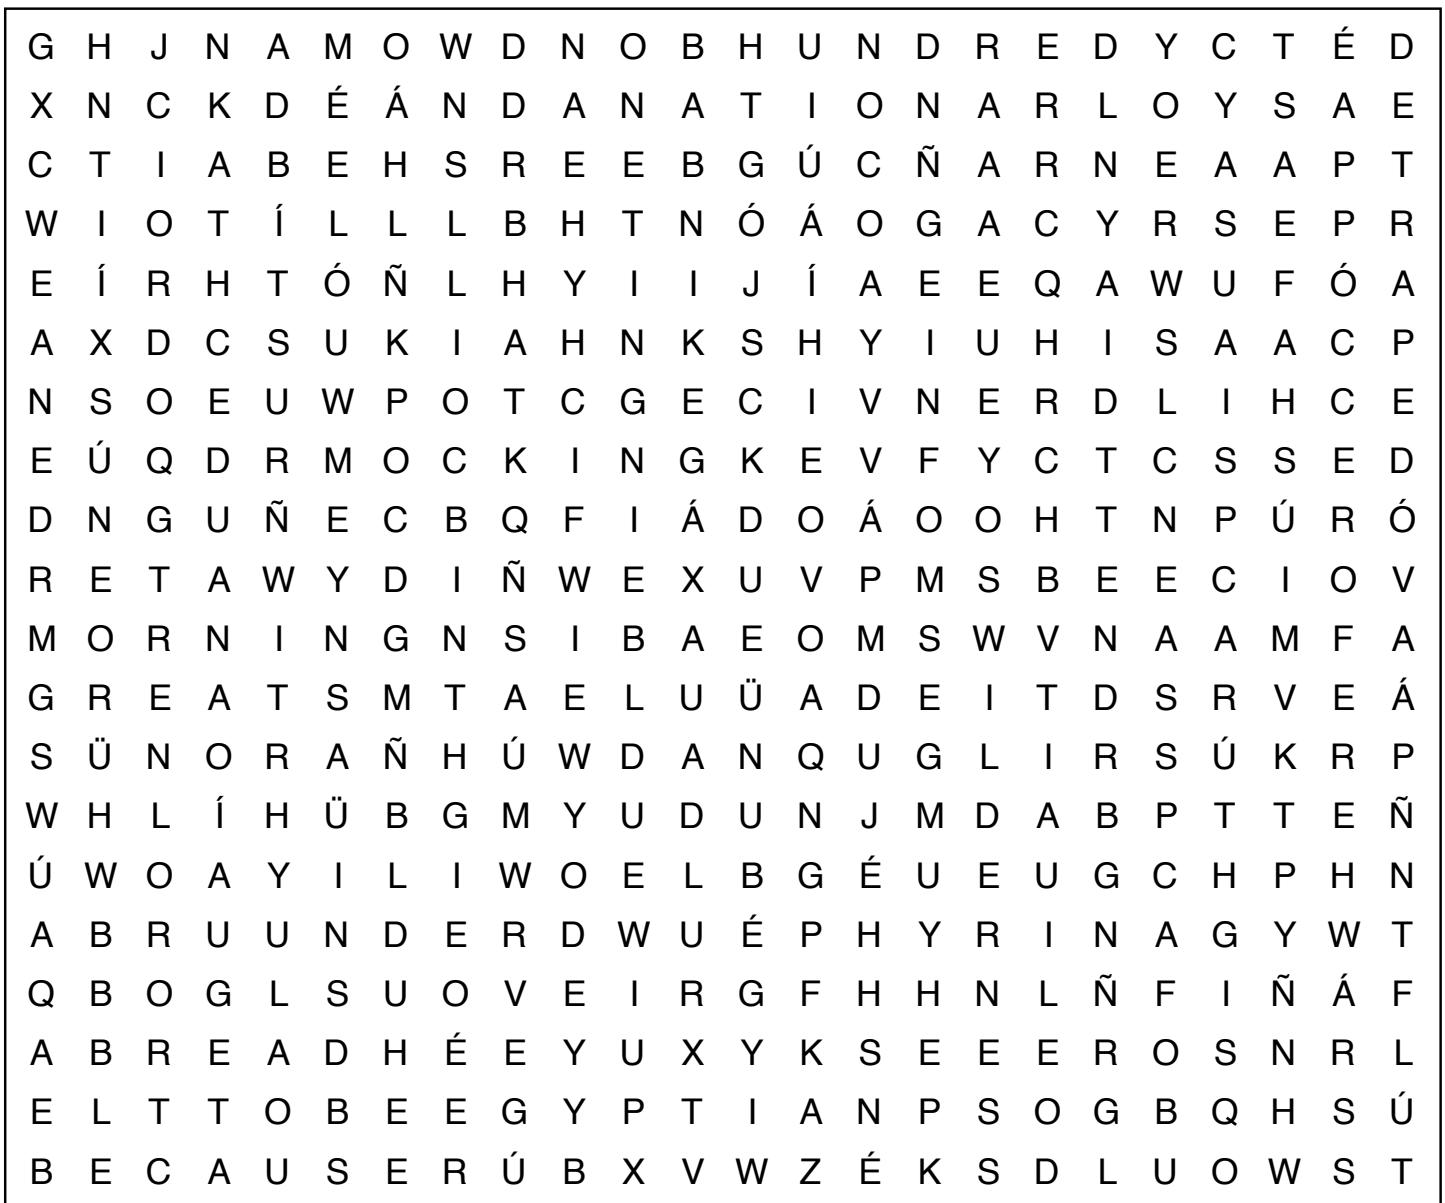 G H J N A M O W D N O B H U N D R E D Y C T É D
X N C K D É Á N D A N A T I O N A R L O Y S A E
C T I A B E H S R E E B G Ú C Ñ A R N E A A P T
W I O T Í L L L B H T N Ó Á O G A C Y R S E P R
E Í R H T Ó Ñ L H Y I I J Í A E E Q A W U F Ó A
A X D C S U K I A H N K S H Y I U H I S A A C P
N S O E U W P O T C G E C I V N E R D L I H C E
E Ú Q D R M O C K I N G K E V F Y C T C S S E D
D N G U Ñ E C B Q F I Á D O Á O O H T N P Ú R Ó
R E T A W Y D I Ñ W E X U V P M S B E E C I O V
M O R N I N G N S I B A E O M S W V N A A M F A
G R E A T S M T A E L U Ü A D E I T D S R V E Á
S Ü N O R A Ñ H Ú W D A N Q U G L I R S Ú K R P
W H L Í H Ü B G M Y U D U N J M D A B P T T E Ñ
Ú W O A Y I L I W O E L B G É U E U G C H P H N
A B R U U N D E R D W U É P H Y R I N A G Y W T
Q B O G L S U O V E I R G F H H N L Ñ F I Ñ Á F
A B R E A D H É E Y U X Y K S E E E R O S N R L
E L T T O B E E G Y P T I A N P S O G B Q H S Ú
B E C A U S E R Ú B X V W Z É K S D L U O W S T